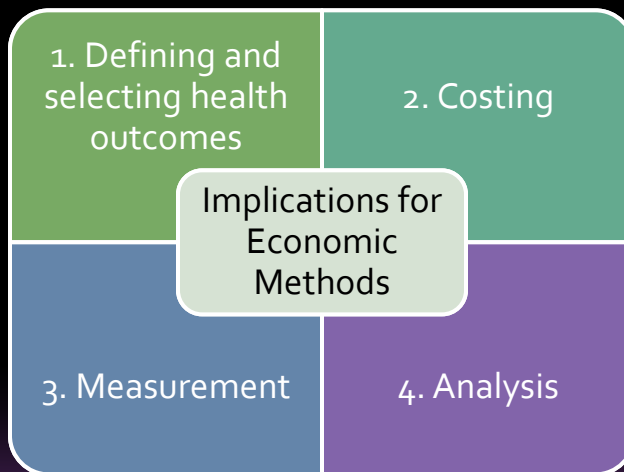 1. Defining and
selecting health
outcomes
2. Costing
Implications for
Economic
Methods
3. Measurement
4. Analysis